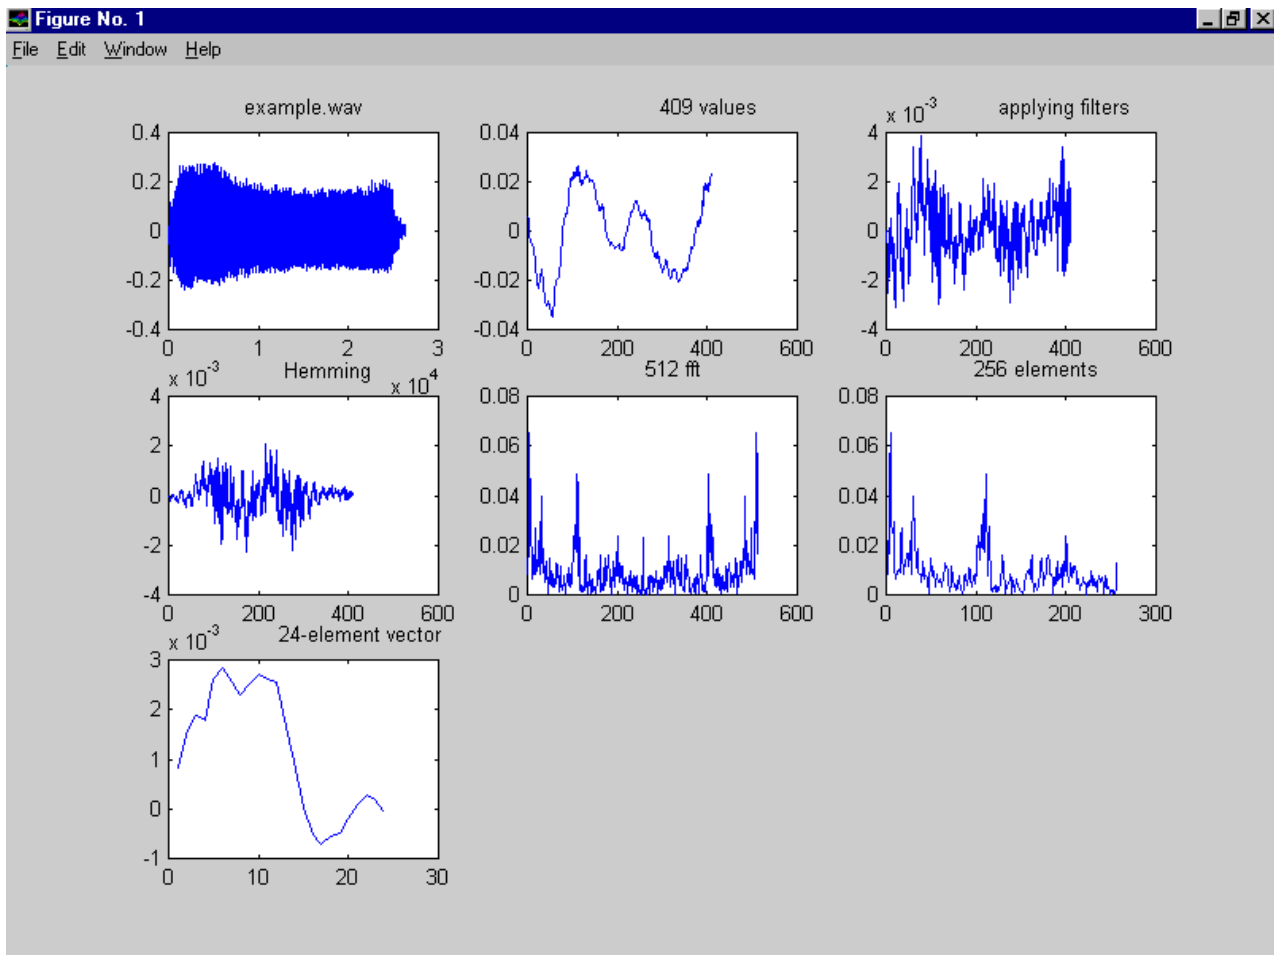 Figure No. 1
File Edit Window Help
example.wav
0.4
0.2
0
-0.2
-0.4
0 1 2 3
x 10^4
409 values
0.04
0.02
0
-0.02
-0.04
0 200 400 600
x 10^-3
applying filters
4
2
0
-2
-4
0 200 400 600
x 10^-3
Hemming
4
2
0
-2
-4
0 200 400 600
512 fft
0.08
0.06
0.04
0.02
0
0 200 400 600
256 elements
0.08
0.06
0.04
0.02
0
0 100 200 300
x 10^-3
24-element vector
3
2
1
0
-1
0 10 20 30